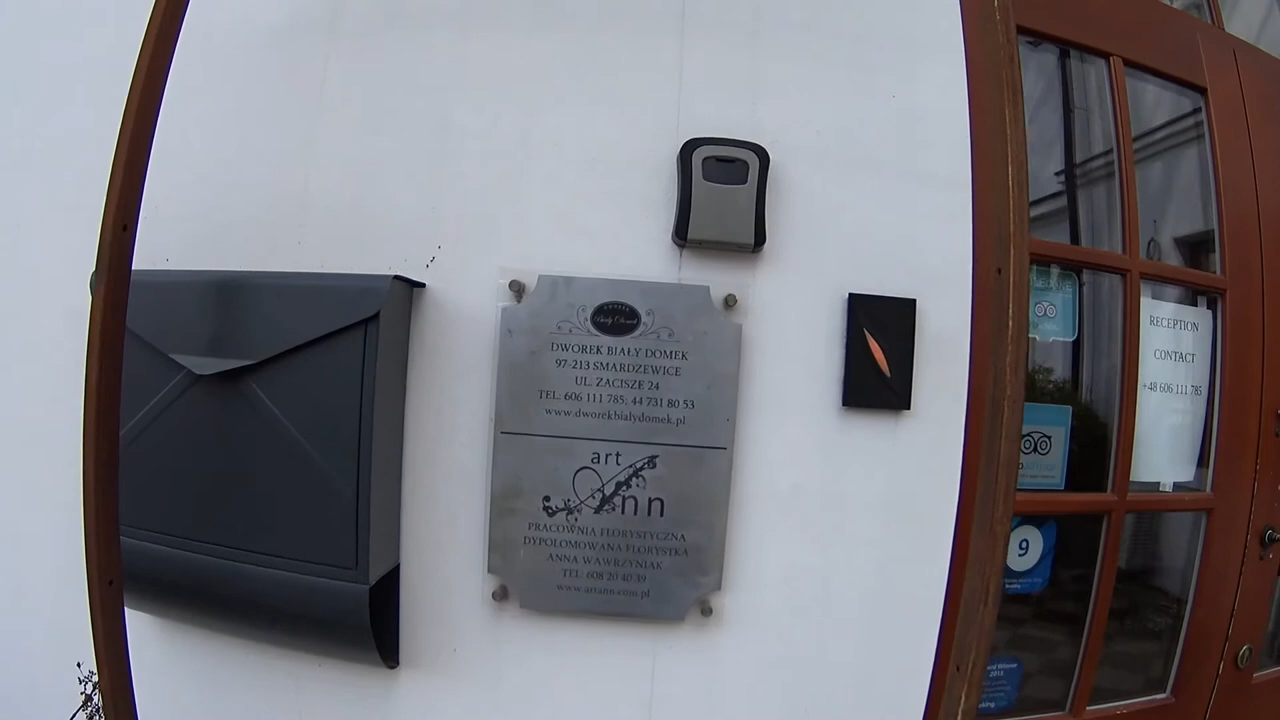 DWOREK
Biały Domek
DWOREK BIAŁY DOMEK
97-213 SMARDZEWICE
UL. ZACISZE 24
TEL: 606 111 785; 44 731 80 53
www.dworekbialydomek.pl
art
Ann
PRACOWNIA FLORYSTYCZNA
DYPOLOMOWANA FLORYSTKA
ANNA WAWRZYNIAK
TEL: 608 20 40 39
www.artann.com.pl
RECEPTION
CONTACT
+48 606 111 785
9